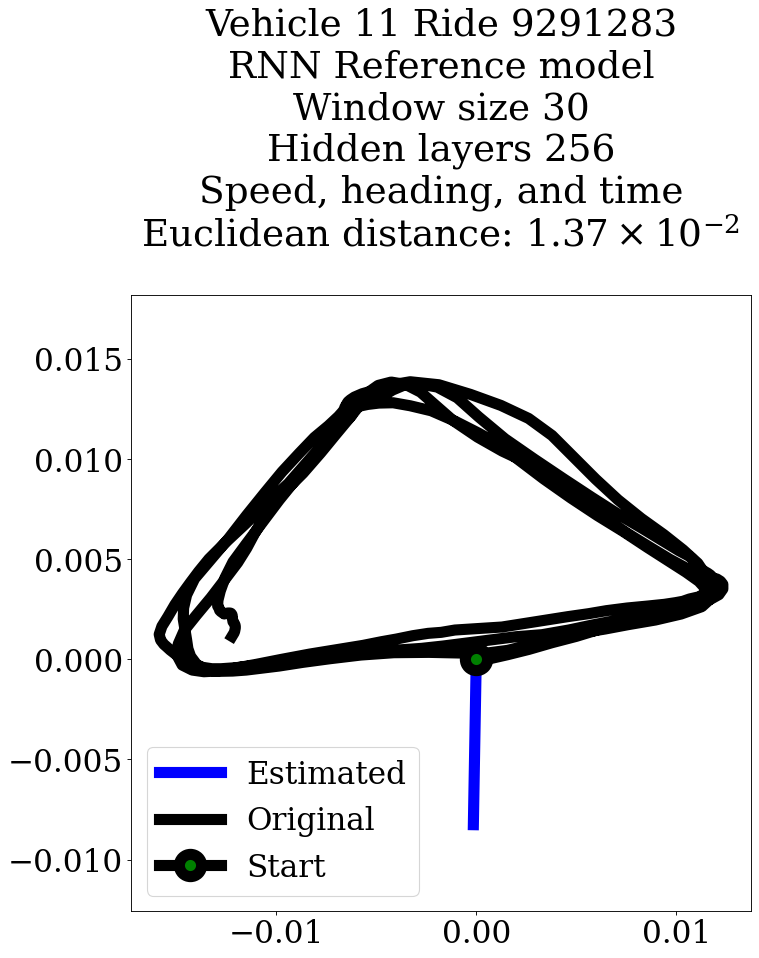 Vehicle 11 Ride 9291283
RNN Reference model
Window size 30
Hidden layers 256
Speed, heading, and time
Euclidean distance: 1.37 × 10⁻²
0.015
0.010
0.005
0.000
−0.005
−0.010
Estimated
Original
Start
−0.01
0.00
0.01